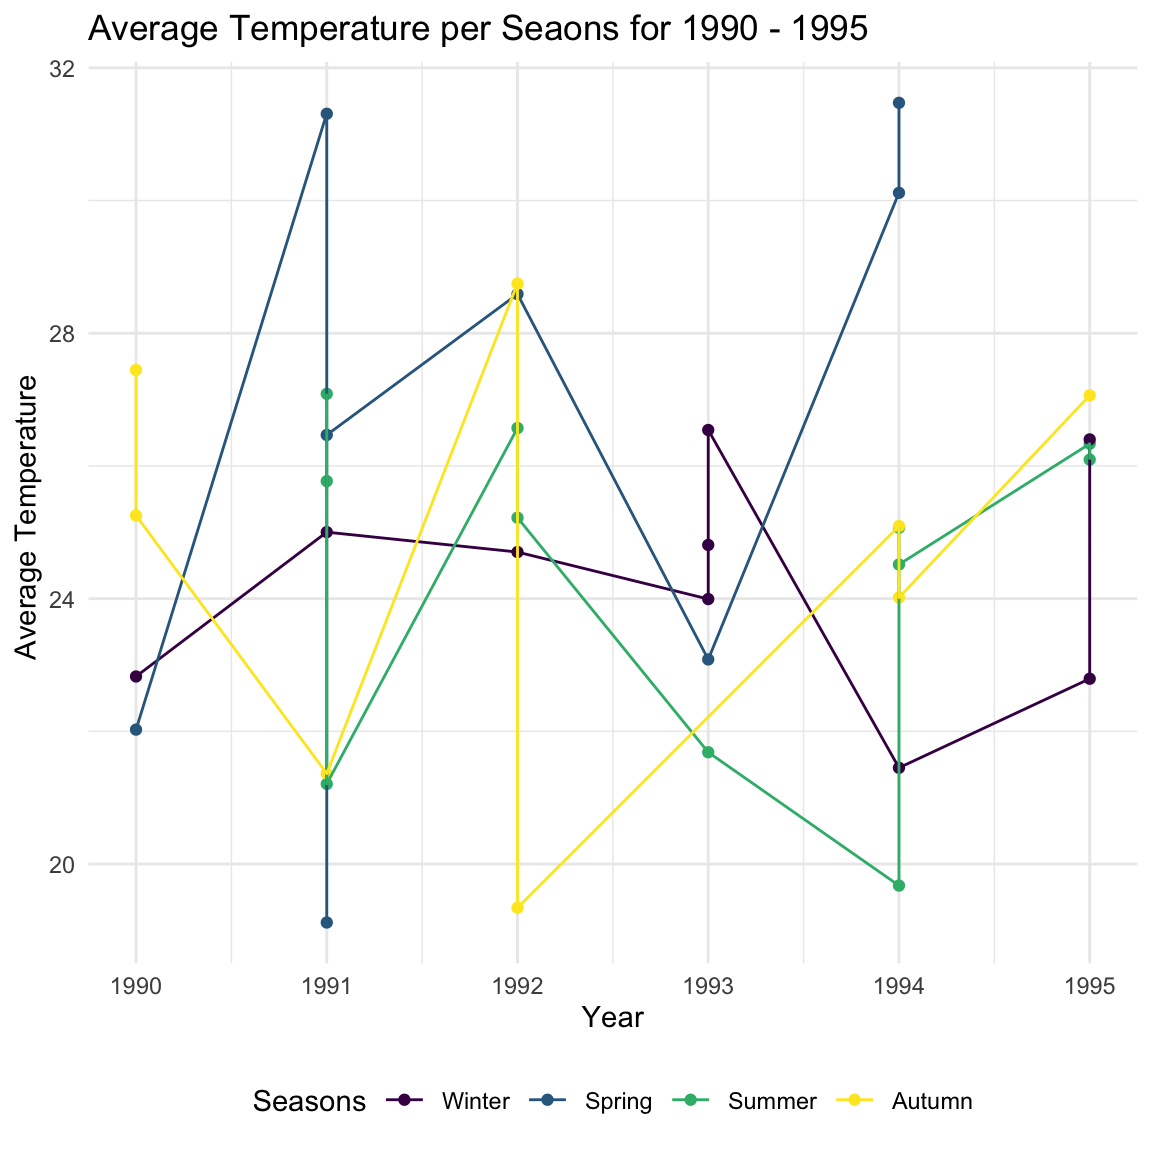 Average Temperature per Seaons for 1990 - 1995
32
28
24
20
Average Temperature
1990 1991 1992 1993 1994 1995
Year
Seasons Winter Spring Summer Autumn